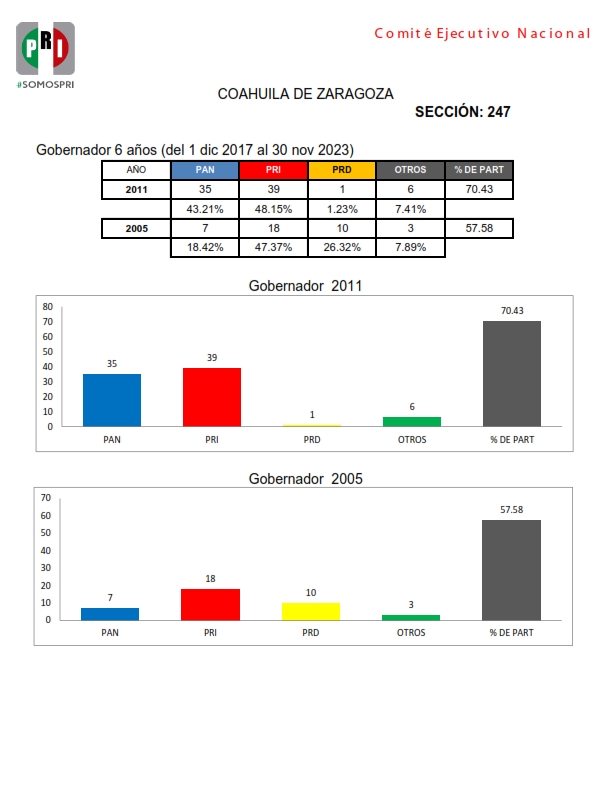 Comité Ejecutivo Nacional
PRI
#SOMOSPRI
COAHUILA DE ZARAGOZA
SECCIÓN: 247
Gobernador 6 años (del 1 dic 2017 al 30 nov 2023)
AÑO PAN PRI PRD OTROS % DE PART
2011 35 39 1 6 70.43
43.21% 48.15% 1.23% 7.41%
2005 7 18 10 3 57.58
18.42% 47.37% 26.32% 7.89%
Gobernador 2011
80
70
60
50
40
30
20
10
0
35
39
1
6
70.43
PAN PRI PRD OTROS % DE PART
Gobernador 2005
70
60
50
40
30
20
10
0
7
18
10
3
57.58
PAN PRI PRD OTROS % DE PART